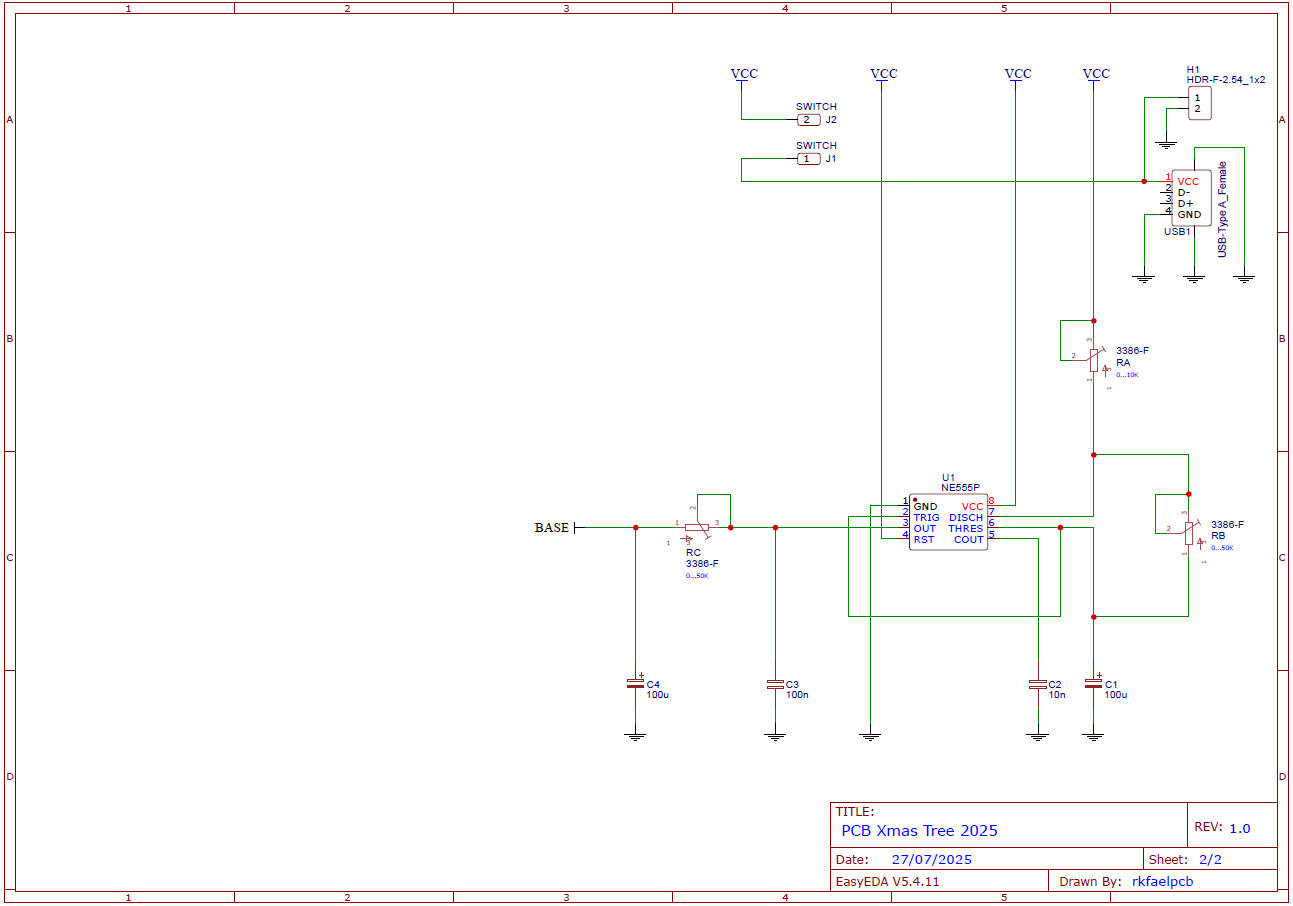 1 2 3 4 5
A A
B B
C C
D D
VCC VCC VCC VCC
H1
HDR-F-2.54_1x2
1
2
SWITCH
2 J2
SWITCH
1 J1
1 VCC
2 D-
3 D+
4 GND
USB1
USB-Type A_Female
3
2
1
3386-F
RA
0...10K
1
U1
NE555P
1 GND VCC 8
2 TRIG DISCH 7
3 OUT THRES 6
4 RST COUT 5
3
2
1
3386-F
RB
0...50K
1
BASE
2
1 3
1
RC
3386-F
0...50K
+
C4
100u
C3
100n
C2
10n
+
C1
100u
TITLE:
PCB Xmas Tree 2025
REV: 1.0
Date: 27/07/2025
Sheet: 2/2
EasyEDA V5.4.11
Drawn By: rkfaelpcb
1 2 3 4 5